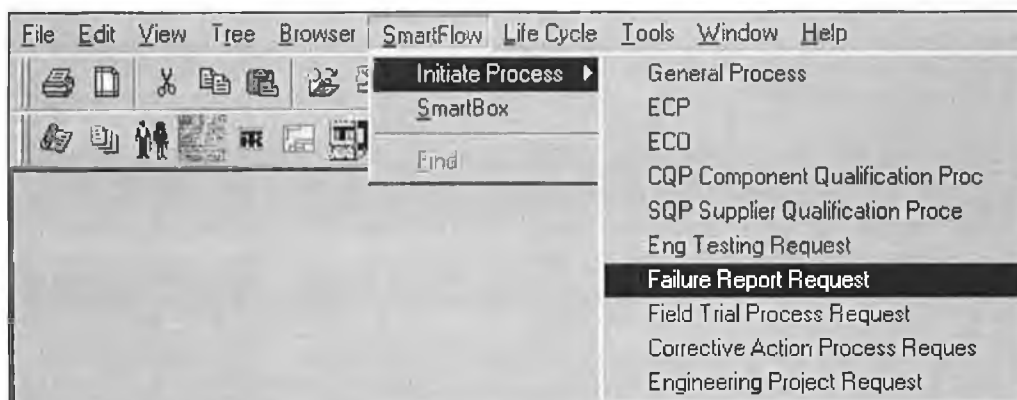 File Edit View Tree Browser SmartFlow Life Cycle Tools Window Help
Initiate Process
SmartBox
Find
General Process
ECP
ECO
CQP Component Qualification Proc
SQP Supplier Qualification Proce
Eng Testing Request
Failure Report Request
Field Trial Process Request
Corrective Action Process Reques
Engineering Project Request